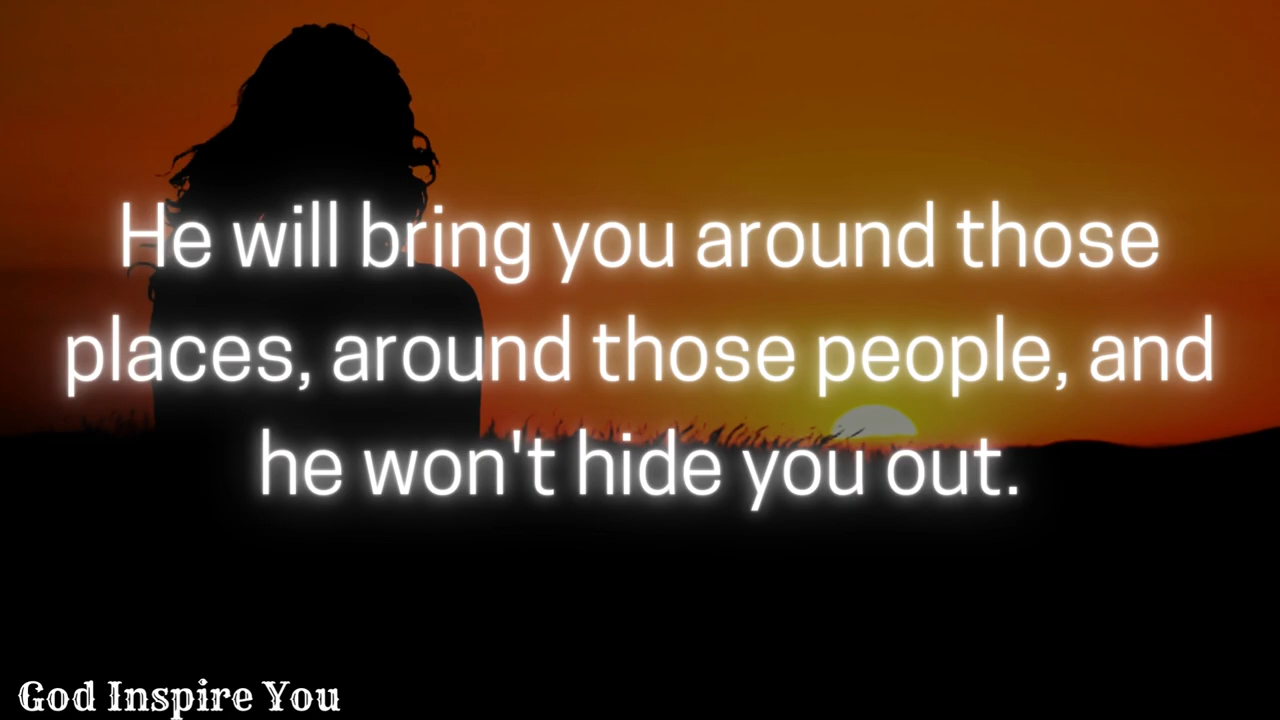 He will bring you around those
places, around those people, and
he won't hide you out.
God Inspire You